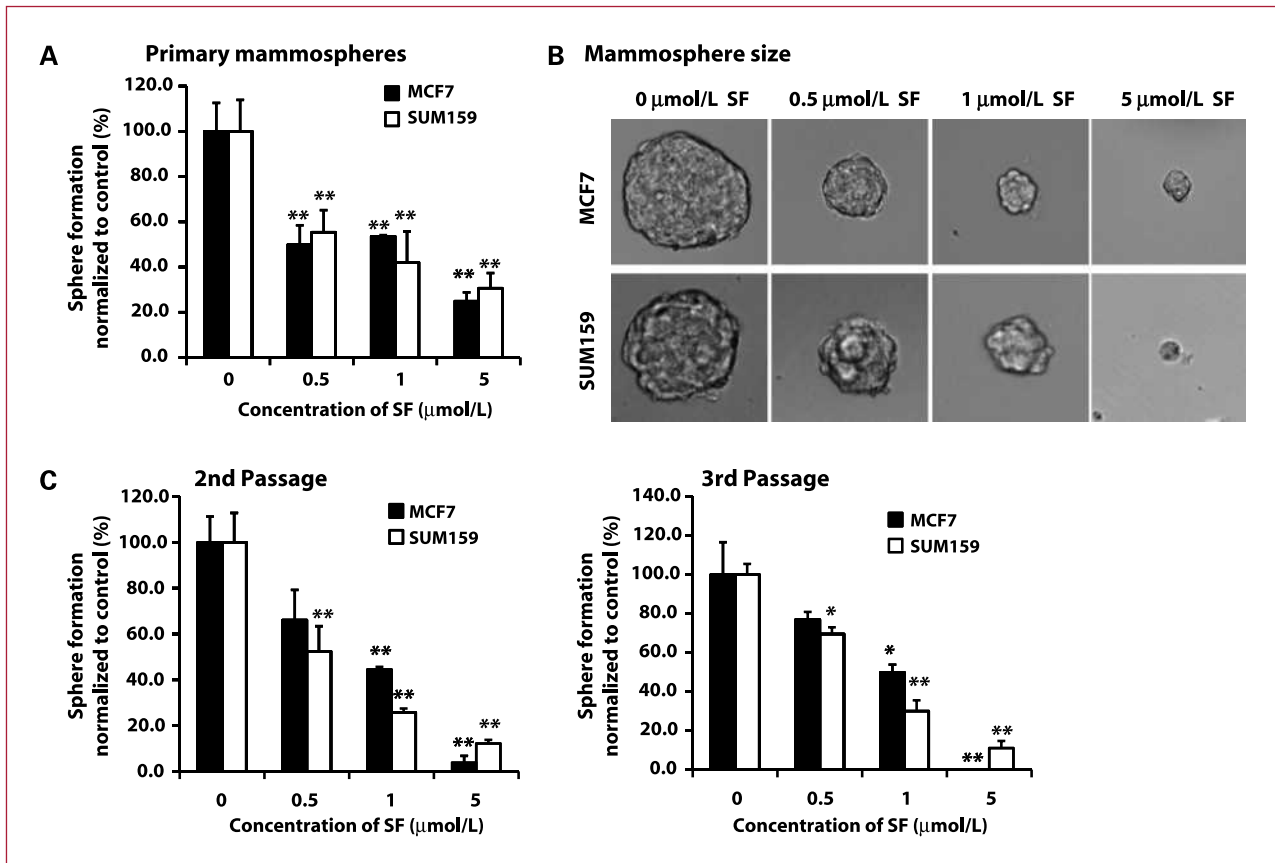 A Primary mammospheres
Sphere formation
normalized to control (%)
120.0
100.0
80.0
60.0
40.0
20.0
0.0
MCF7
SUM159
** ** ** ** ** **
0 0.5 1 5
Concentration of SF (μmol/L)
B Mammosphere size
0 μmol/L SF 0.5 μmol/L SF 1 μmol/L SF 5 μmol/L SF
MCF7
SUM159
C 2nd Passage
Sphere formation
normalized to control (%)
120.0
100.0
80.0
60.0
40.0
20.0
0.0
MCF7
SUM159
** ** ** ** **
0 0.5 1 5
Concentration of SF (μmol/L)
3rd Passage
Sphere formation
normalized to control (%)
140.0
120.0
100.0
80.0
60.0
40.0
20.0
0.0
MCF7
SUM159
* * ** ** **
0 0.5 1 5
Concentration of SF (μmol/L)